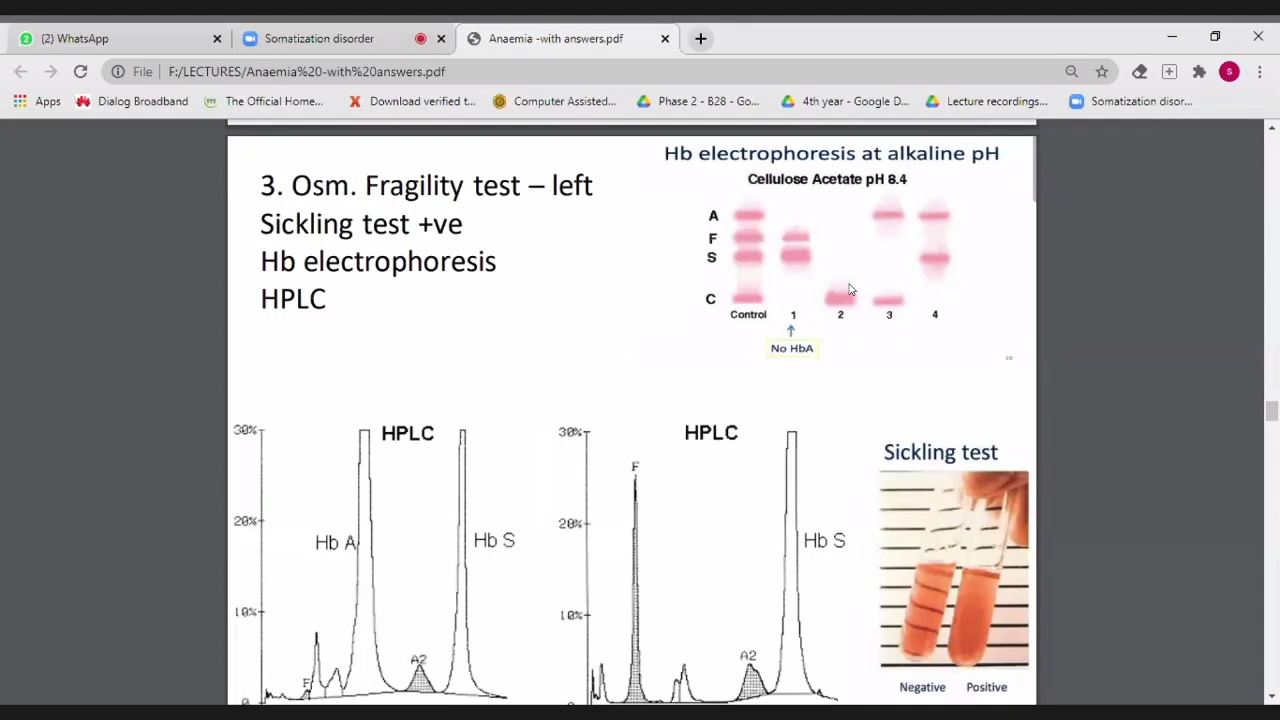 (2) WhatsApp
Somatization disorder
Anaemia -with answers.pdf
File
F:/LECTURES/Anaemia%20-with%20answers.pdf
S
Apps
Dialog Broadband:
The Official Home...
Download verified t...
Computer Assisted...
Phase 2 - B28 - Go...
4th year - Google D...
Lecture recordings...
Somatization disor...
3. Osm. Fragility test – left
Sickling test +ve
Hb electrophoresis
HPLC
Hb electrophoresis at alkaline pH
Cellulose Acetate pH 8.4
A
F
S
C
Control 1 2 3 4
No HbA
30% HPLC
20%
Hb A
Hb S
10%
F
A2
0
30% HPLC
F
20%
Hb S
10%
A2
Sickling test
Negative Positive